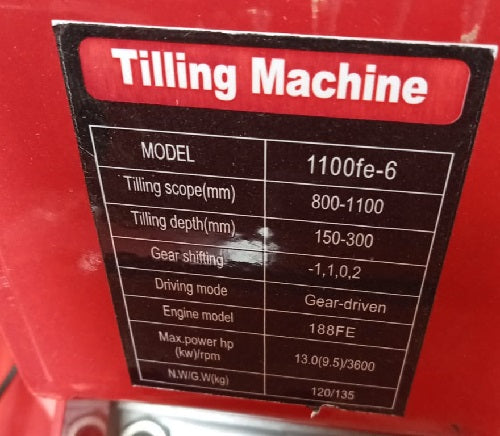 Tilling Machine
MODEL 1100fe-6
Tilling scope(mm) 800-1100
Tilling depth(mm) 150-300
Gear shifting -1,1,0,2
Driving mode Gear-driven
Engine model 188FE
Max.power hp
(kw)/rpm 13.0(9.5)/3600
N.W/G.W(kg) 120/135